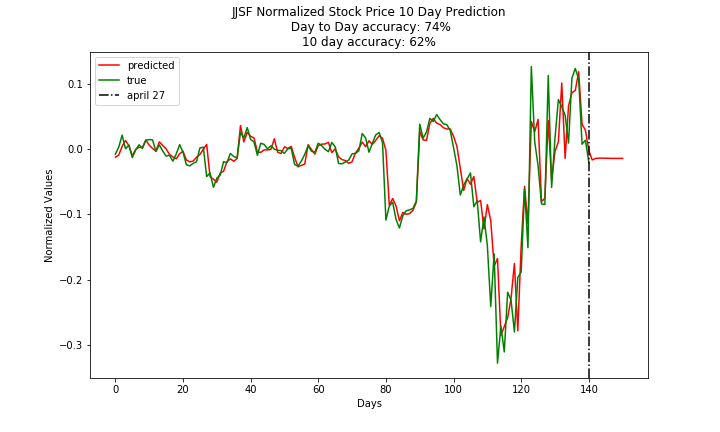 JJSF Normalized Stock Price 10 Day Prediction
Day to Day accuracy: 74%
10 day accuracy: 62%
predicted
true
april 27
0.1
0.0
−0.1
−0.2
−0.3
Normalized Values
0 20 40 60 80 100 120 140
Days